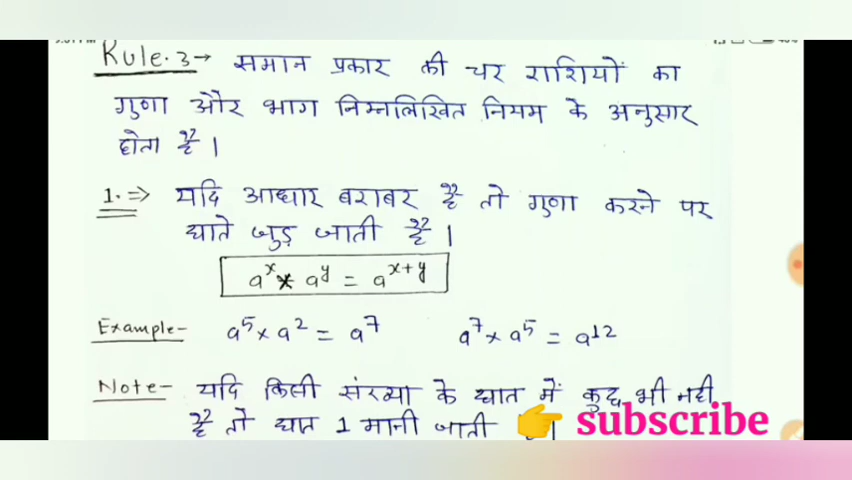 Rule.3→ समान प्रकार की चर राशियों का
गुणा और भाग निम्नलिखित नियम के अनुसार
होता है।
1.⇒ यदि आधार बराबर है तो गुणा करने पर
घाते जुड़ जाती है।
a^x × a^y = a^(x+y)
Example- a^5 × a^2 = a^7 a^7 × a^5 = a^12
Note- यदि किसी संख्या के घात में कुछ भी नही
है तो घात 1 मानी जाती है।
subscribe